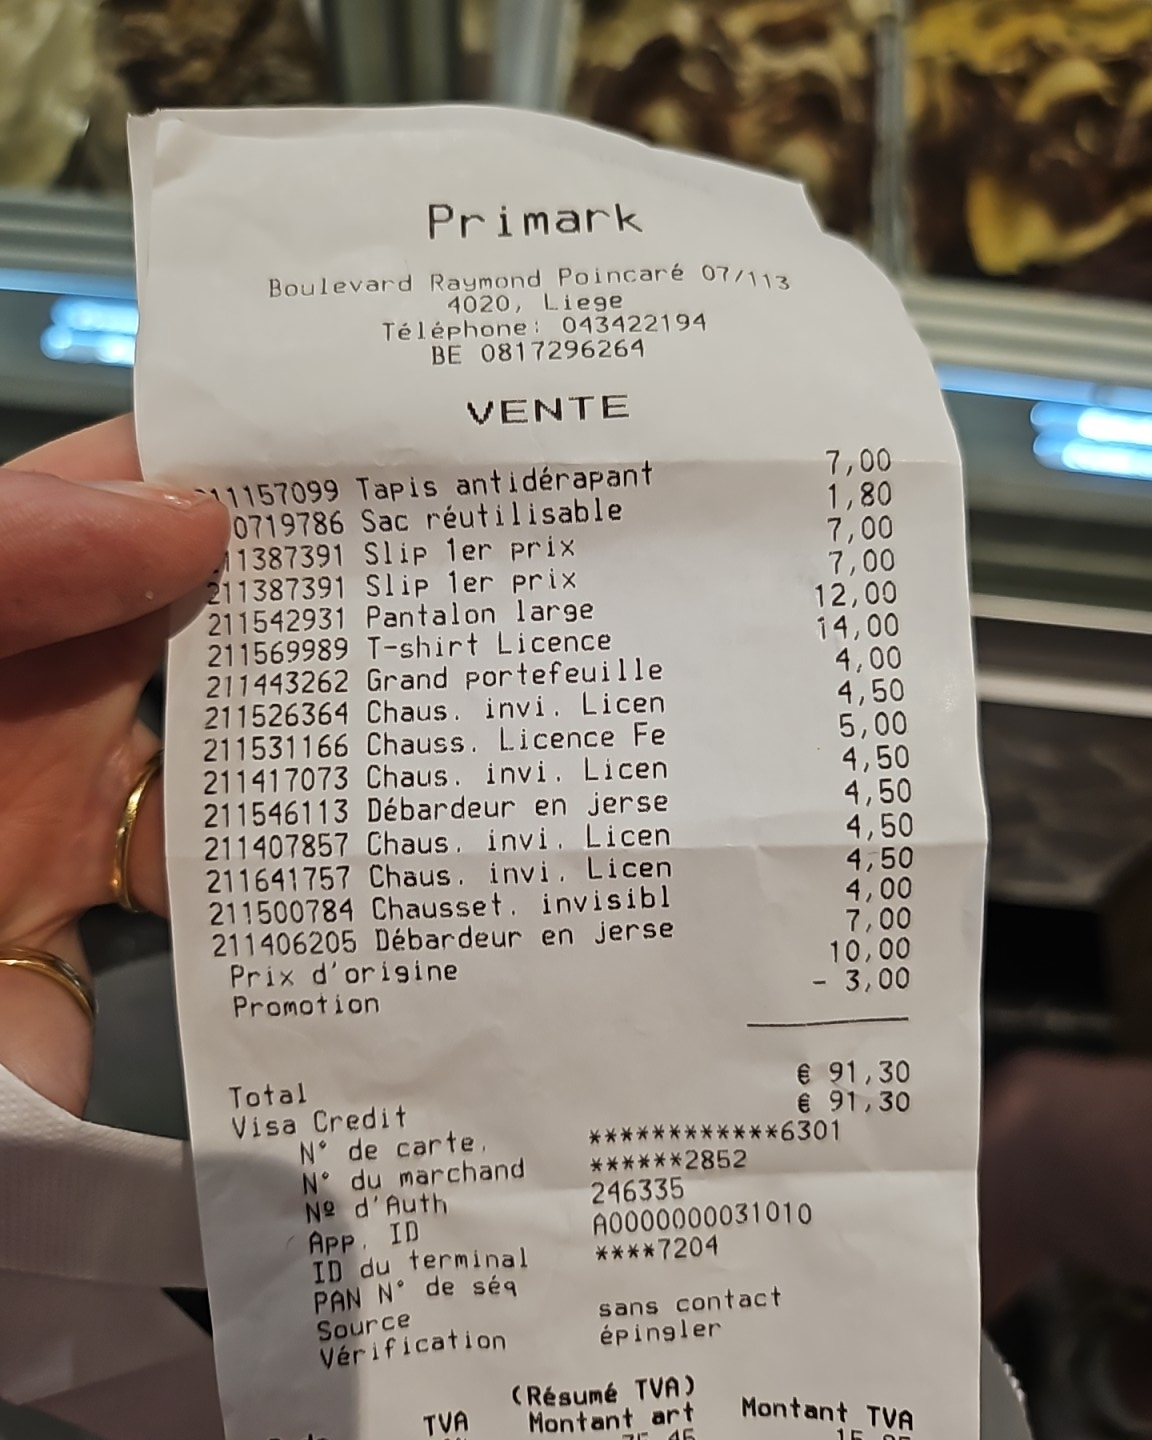 Primark
Boulevard Raymond Poincaré 07/113
4020, Liege
Téléphone: 043422194
BE 0817296264
VENTE
11157099 Tapis antidérapant 7,00
0719786 Sac réutilisable 1,80
11387391 Slip 1er prix 7,00
211387391 Slip 1er prix 7,00
211542931 Pantalon large 12,00
211569989 T-shirt Licence 14,00
211443262 Grand portefeuille 4,00
211526364 Chaus. invi. Licen 4,50
211531166 Chauss. Licence Fe 5,00
211417073 Chaus. invi. Licen 4,50
211546113 Débardeur en jerse 4,50
211407857 Chaus. invi. Licen 4,50
211641757 Chaus. invi. Licen 4,50
211500784 Chausset. invisibl 4,00
211406205 Débardeur en jerse 7,00
Prix d'origine 10,00
Promotion - 3,00
Total € 91,30
Visa Credit € 91,30
N° de carte. ************6301
N° du marchand ******2852
Nº d'Auth 246335
App. ID A0000000031010
ID du terminal ****7204
PAN N° de séq
Source sans contact
Vérification épingler
(Résumé TVA)
TVA Montant art Montant TVA